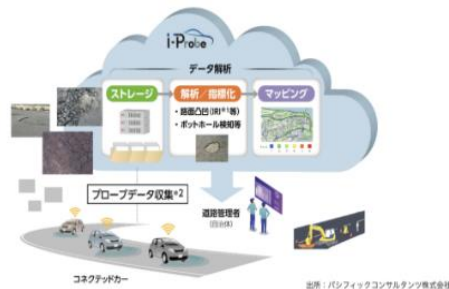 i-Probe
データ解析
ストレージ
解析／指標化
マッピング
・路面凸凹(IRI※1等)
・ポットホール検知等
プローブデータ収集※2
道路管理者
(自治体)
コネクテッドカー
出所：パシフィックコンサルタンツ株式会社